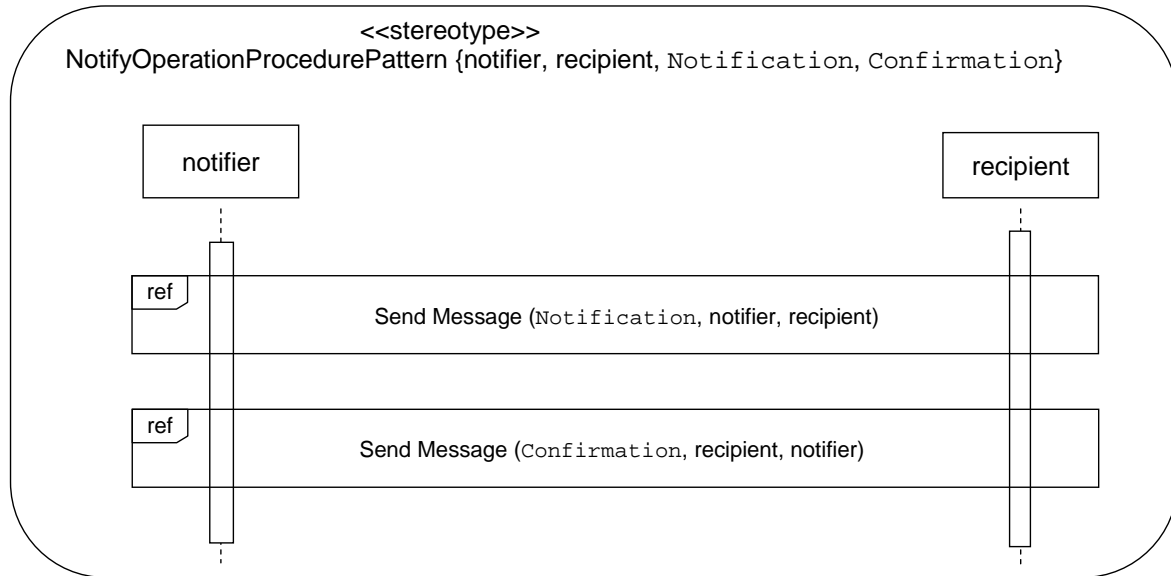 <<stereotype>>
NotifyOperationProcedurePattern {notifier, recipient, Notification, Confirmation}
notifier
recipient
ref
Send Message (Notification, notifier, recipient)
ref
Send Message (Confirmation, recipient, notifier)